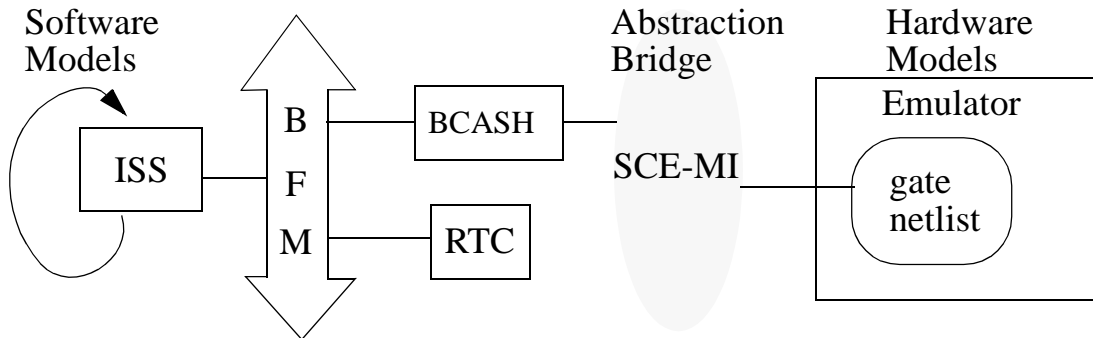 Software
Models
Abstraction
Bridge
Hardware
Models
Emulator
B
F
M
BCASH
ISS
SCE-MI
gate
netlist
RTC